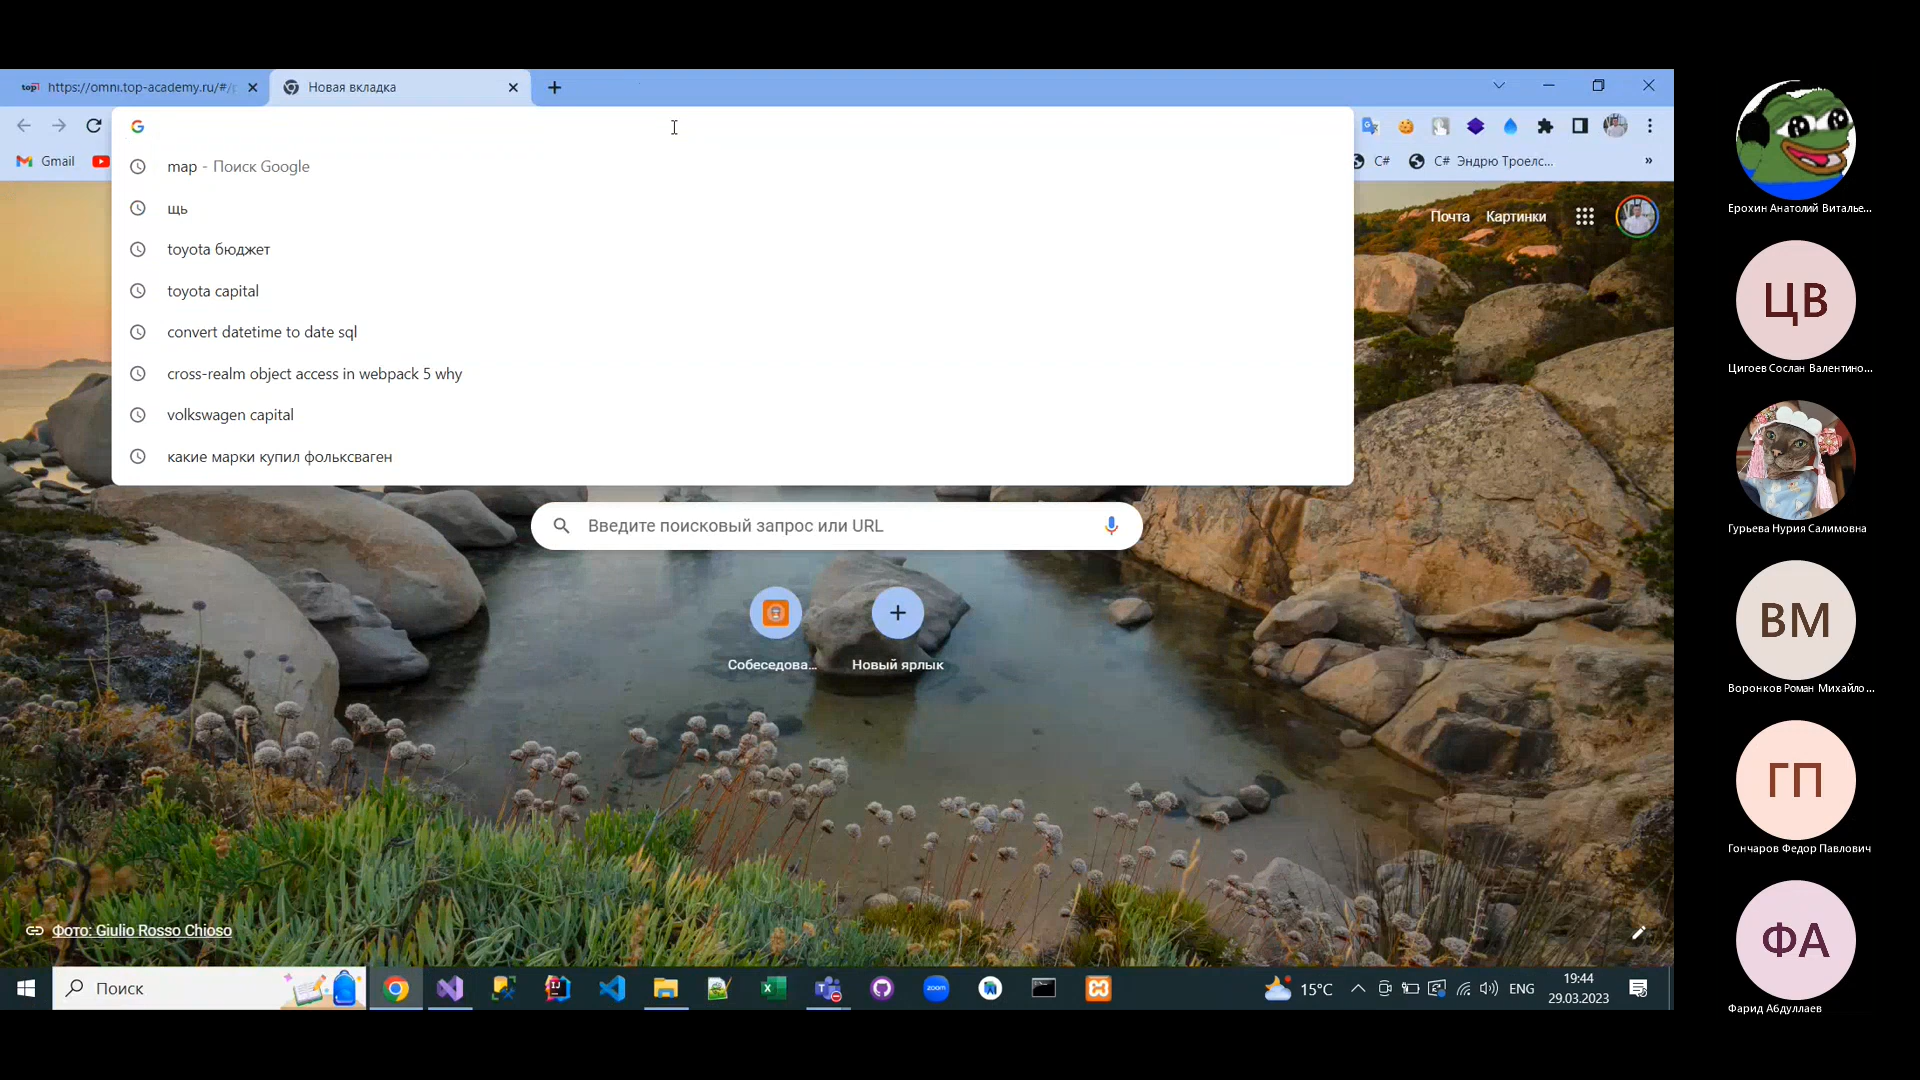 top
https://omni.top-academy.ru/#/
Новая вкладка
Gmail
C#
C# Эндрю Троелс...
»
map - Поиск Google
щь
toyota бюджет
toyota capital
convert datetime to date sql
cross-realm object access in webpack 5 why
volkswagen capital
какие марки купил фольксваген
Почта
Картинки
Введите поисковый запрос или URL
Собеседова...
Новый ярлык
Фото: Giulio Rosso Chioso
Поиск
zoom
15°C
ENG
19:44
29.03.2023
Ерохин Анатолий Виталье...
ЦВ
Цигоев Сослан Валентино...
Гурьева Нурия Салимовна
ВМ
Воронков Роман Михайло...
ГП
Гончаров Федор Павлович
ФА
Фарид Абдуллаев